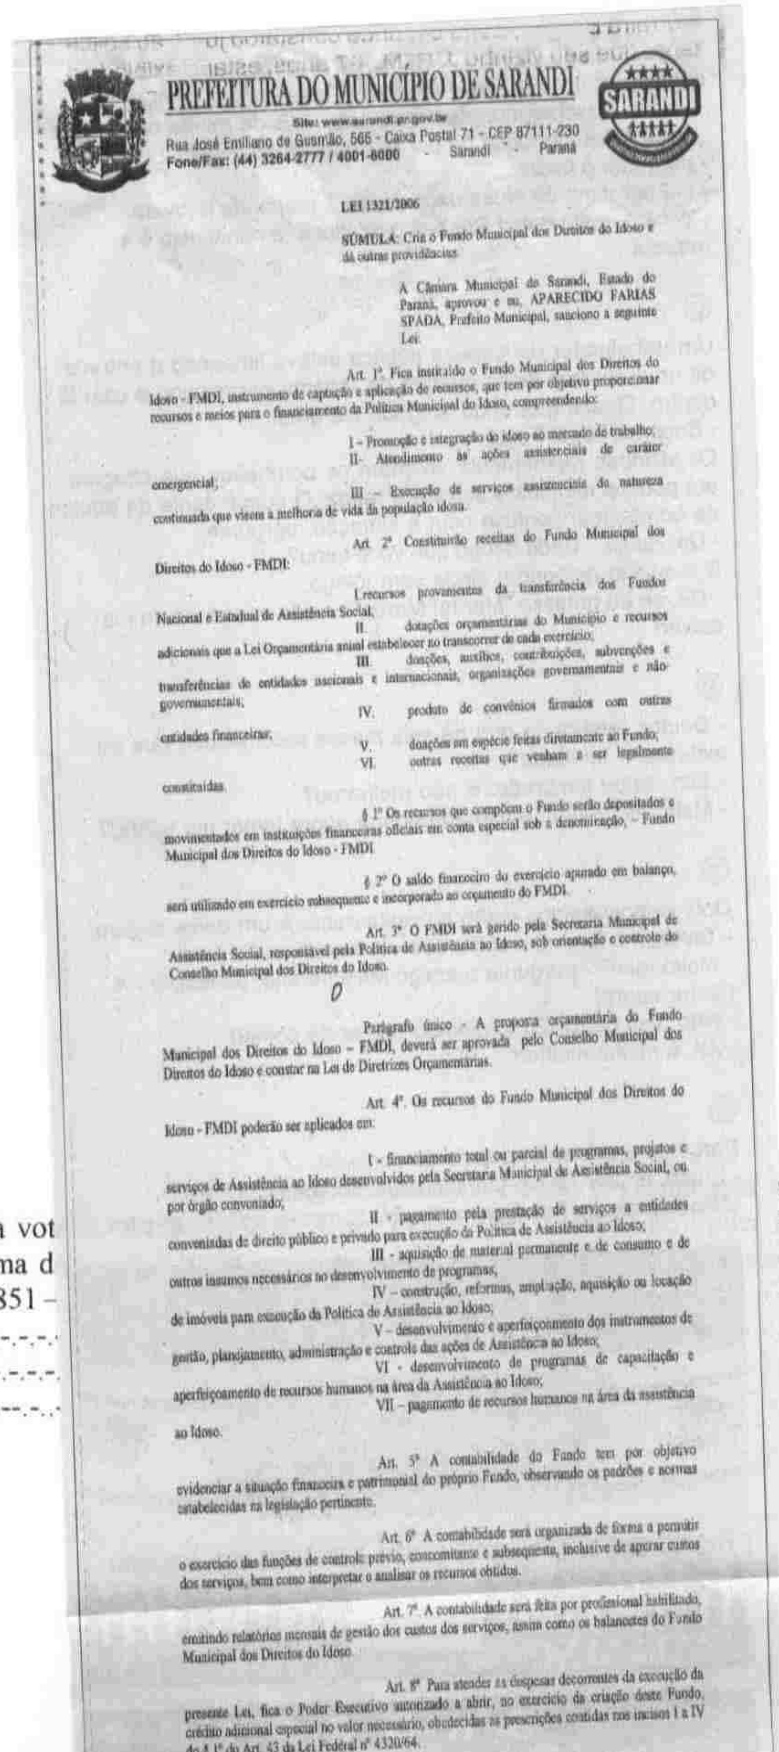 PREFEITURA DO MUNICÍPIO DE SARANDI
Site: www.sarandi.pr.gov.br
Rua José Emiliano de Gusmão, 565 - Caixa Postal 71 - CEP 87111-230
Fone/Fax: (44) 3264-2777 / 4001-6000 - Sarandi - Paraná
SARANDI
LEI 1321/2006
SÚMULA: Cria o Fundo Municipal dos Direitos do Idoso e
dá outras providências.
A Câmara Municipal de Sarandi, Estado do
Paraná, aprovou e eu, APARECIDO FARIAS
SPADA, Prefeito Municipal, sanciono a seguinte
Lei:
Art. 1º. Fica instituído o Fundo Municipal dos Direitos do
Idoso - FMDI, instrumento de captação e aplicação de recursos, que tem por objetivo proporcionar
recursos e meios para o financiamento da Política Municipal do Idoso, compreendendo:
I – Promoção e integração do idoso ao mercado de trabalho;
II- Atendimento às ações assistenciais de caráter
emergencial;
III – Execução de serviços assistenciais de natureza
continuada que visem a melhoria de vida da população idosa.
Art. 2º. Constituirão receitas do Fundo Municipal dos
Direitos do Idoso - FMDI:
I.recursos provenientes da transferência dos Fundos
Nacional e Estadual de Assistência Social;
II. dotações orçamentárias do Município e recursos
adicionais que a Lei Orçamentária anual estabelecer no transcorrer de cada exercício;
III. doações, auxílios, contribuições, subvenções e
transferências de entidades nacionais e internacionais, organizações governamentais e não-
governamentais;
IV. produto de convênios firmados com outras
entidades financeiras;
V. doações em espécie feitas diretamente ao Fundo;
VI. outras receitas que venham a ser legalmente
constituídas.
§ 1º Os recursos que compõem o Fundo serão depositados e
movimentados em instituições financeiras oficiais em conta especial sob a denominação, – Fundo
Municipal dos Direitos do Idoso - FMDI
§ 2º O saldo financeiro do exercício apurado em balanço,
será utilizado em exercício subsequente e incorporado ao orçamento do FMDI.
Art. 3º. O FMDI será gerido pela Secretaria Municipal de
Assistência Social, responsável pela Política de Assistência ao Idoso, sob orientação e controle do
Conselho Municipal dos Direitos do Idoso.
Parágrafo único - A proposta orçamentária do Fundo
Municipal dos Direitos do Idoso – FMDI, deverá ser aprovada pelo Conselho Municipal dos
Direitos do Idoso e constar na Lei de Diretrizes Orçamentárias.
Art. 4º. Os recursos do Fundo Municipal dos Direitos do
Idoso - FMDI poderão ser aplicados em:
I - financiamento total ou parcial de programas, projetos e
serviços de Assistência ao Idoso desenvolvidos pela Secretaria Municipal de Assistência Social, ou
por órgão conveniado;
II - pagamento pela prestação de serviços a entidades
conveniadas de direito público e privado para execução da Política de Assistência ao Idoso;
III - aquisição de material permanente e de consumo e de
outros insumos necessários ao desenvolvimento de programas;
IV – construção, reformas, ampliação, aquisição ou locação
de imóveis para execução da Política de Assistência ao Idoso;
V – desenvolvimento e aperfeiçoamento dos instrumentos de
gestão, planejamento, administração e controle das ações de Assistência ao Idoso;
VI - desenvolvimento de programas de capacitação e
aperfeiçoamento de recursos humanos na área da Assistência ao Idoso;
VII – pagamento de recursos humanos na área da assistência
ao Idoso.
Art. 5º A contabilidade do Fundo tem por objetivo
evidenciar a situação financeira e patrimonial do próprio Fundo, observando os padrões e normas
estabelecidas na legislação pertinente.
Art. 6º A contabilidade será organizada de forma a permitir
o exercício das funções de controle prévio, concomitante e subsequente, inclusive de apurar custos
dos serviços, bem como interpretar e analisar os recursos obtidos.
Art. 7º. A contabilidade será feita por profissional habilitado,
emitindo relatórios mensais de gestão dos custos dos serviços, assim como os balancetes do Fundo
Municipal dos Direitos do Idoso.
Art. 8º Para atender as despesas decorrentes da execução da
presente Lei, fica o Poder Executivo autorizado a abrir, no exercício da criação deste Fundo,
crédito adicional especial no valor necessário, obedecidas as prescrições contidas nos incisos I a IV
do § 1º do Art. 43 da Lei Federal nº 4320/64.
a vot
ma d
851 –